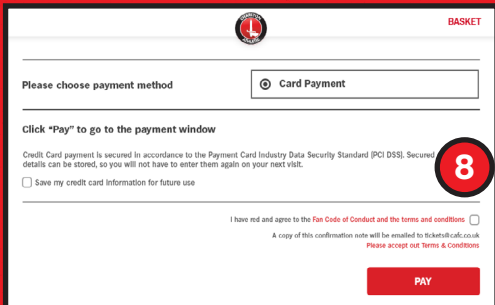 BASKET
Please choose payment method
Card Payment
Click “Pay” to go to the payment window
Credit Card payment is secured in accordance to the Payment Card Industry Data Security Standard (PCI DSS). Secured
details can be stored, so you will not have to enter them again on your next visit.
8
Save my credit card information for future use
I have red and agree to the Fan Code of Conduct and the terms and conditions
A copy of this confirmation note will be emailed to tickets@cafc.co.uk
Please accept out Terms & Conditions
PAY